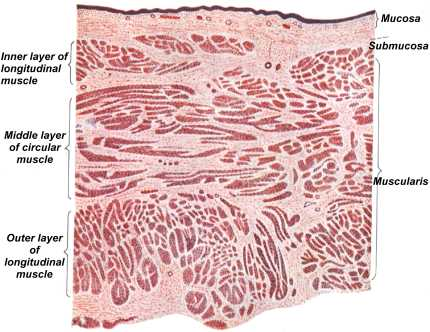 Mucosa
Submucosa
Inner layer of
longitudinal
muscle
Middle layer
of circular
muscle
Muscularis
Outer layer
of
longitudinal
muscle